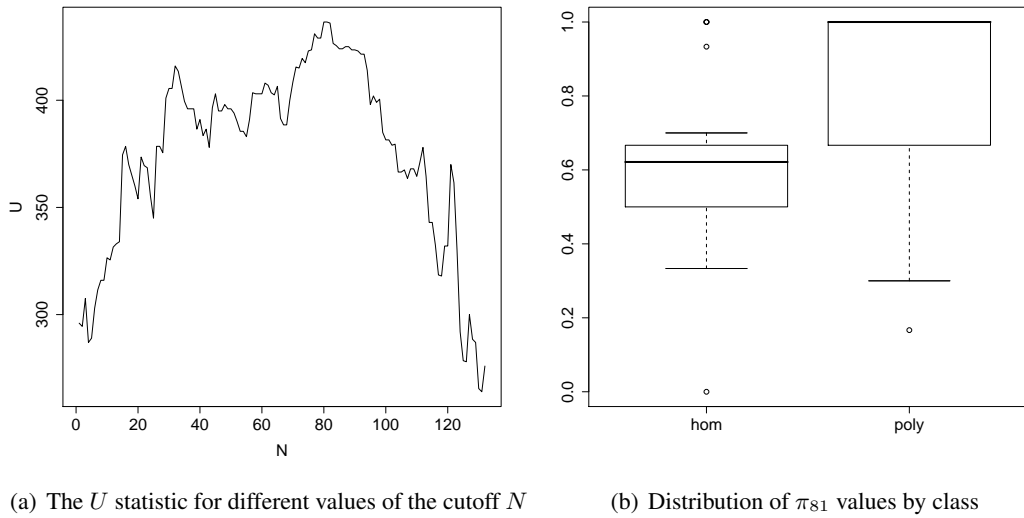 U
300
350
400
0
20
40
60
80
100
120
N
0.0
0.2
0.4
0.6
0.8
1.0
hom
poly
(a) The U statistic for different values of the cutoff N
(b) Distribution of π₈₁ values by class